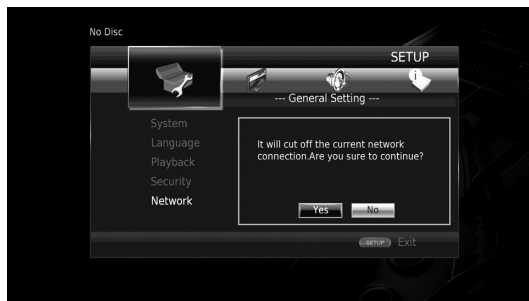 No Disc
SETUP
--- General Setting ---
System
Language
Playback
Security
Network
It will cut off the current network
connection.Are you sure to continue?
Yes No
SETUP Exit